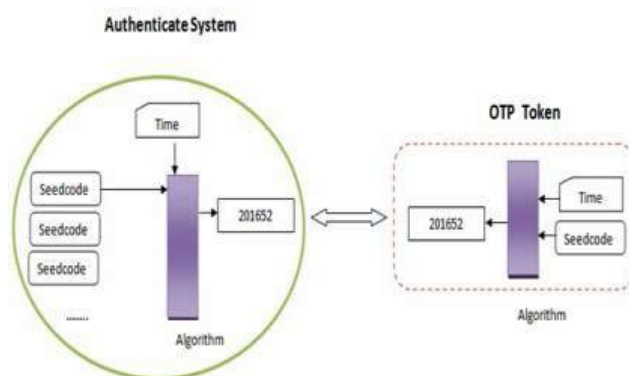 Authenticate System
Time
Seedcode
201652
Seedcode
Seedcode
.......
Algorithm
OTP Token
Time
201652
Seedcode
Algorithm